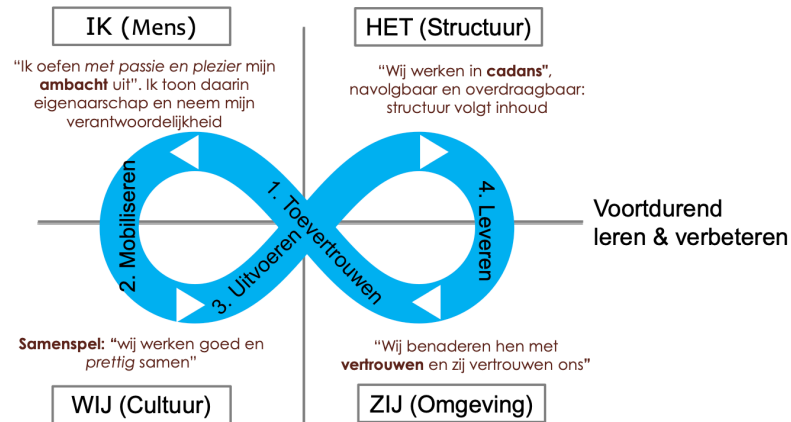 IK (Mens)
"Ik oefen met passie en plezier mijn
ambacht uit". Ik toon daarin
eigenaarschap en neem mijn
verantwoordelijkheid
HET (Structuur)
"Wij werken in cadans",
navolgbaar en overdraagbaar:
structuur volgt inhoud
1. Toevertrouwen
2. Mobiliseren
3. Uitvoeren
4. Leveren
Voortdurend
leren & verbeteren
Samenspel: "wij werken goed en
prettig samen"
WIJ (Cultuur)
"Wij benaderen hen met
vertrouwen en zij vertrouwen ons"
ZIJ (Omgeving)